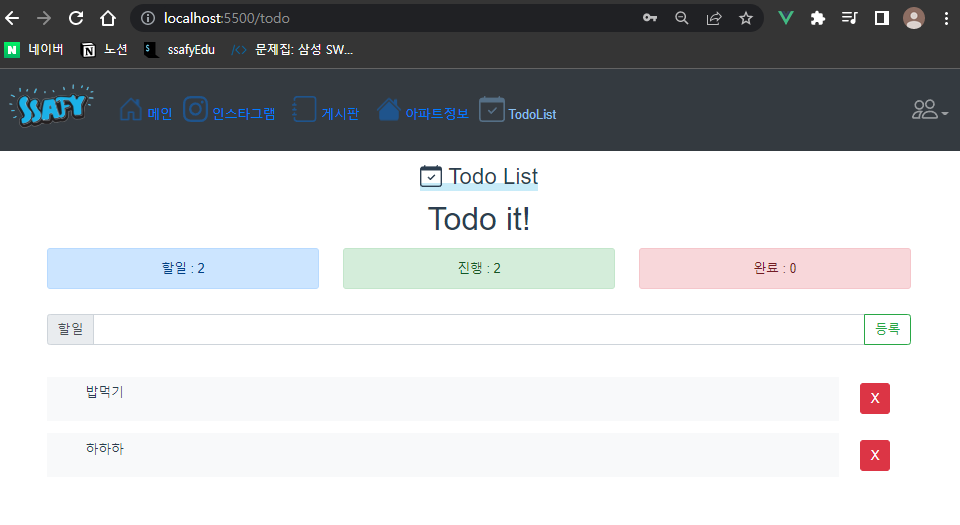 localhost:5500/todo
N 네이버 노션 ssafyEdu 문제집: 삼성 SW...
SSAFY 메인 인스타그램 게시판 아파트정보 TodoList
Todo List
Todo it!
할일 : 2 진행 : 2 완료 : 0
할일 등록
밥먹기 X
하하하 X